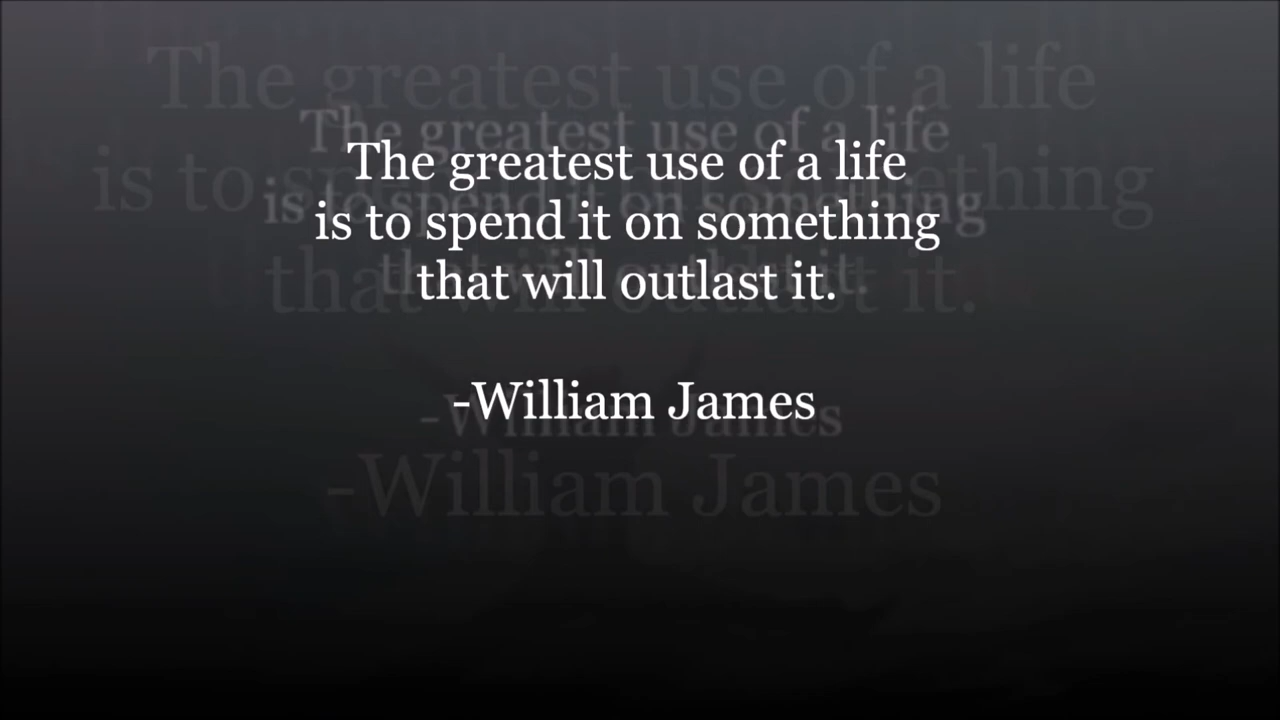 The greatest use of a life
is to spend it on something
that will outlast it.
-William James